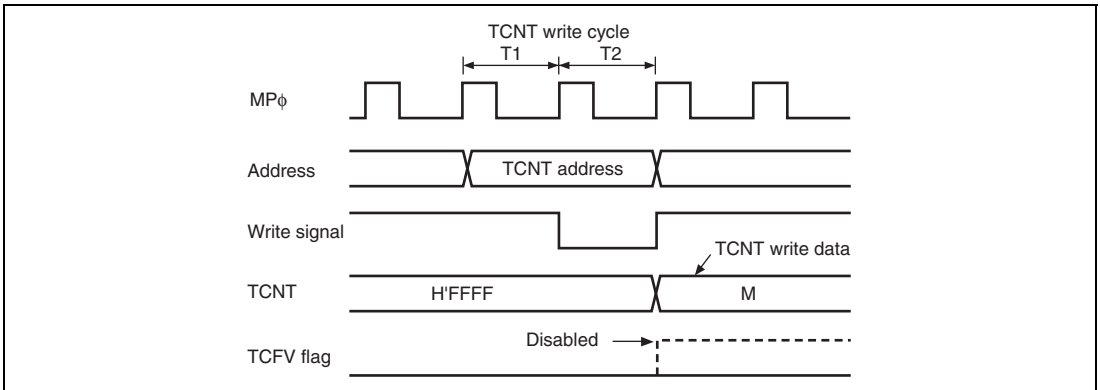 TCNT write cycle
T1 T2
MPϕ
Address TCNT address
Write signal
TCNT write data
TCNT H'FFFF M
Disabled
TCFV flag